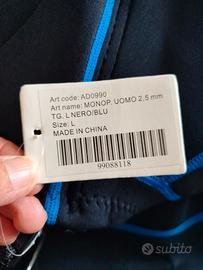 Art code: AD0990
Art name: MONOP. UOMO 2,5 mm
TG. L NERO/BLU
Size: L
MADE IN CHINA
99088118
subito